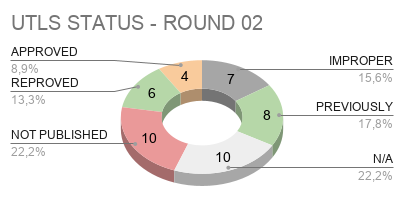 UTLS STATUS - ROUND 02
APPROVED
8,9%
REPROVED
13,3%
NOT PUBLISHED
22,2%
IMPROPER
15,6%
PREVIOUSLY
17,8%
N/A
22,2%
4
7
6
8
10
10